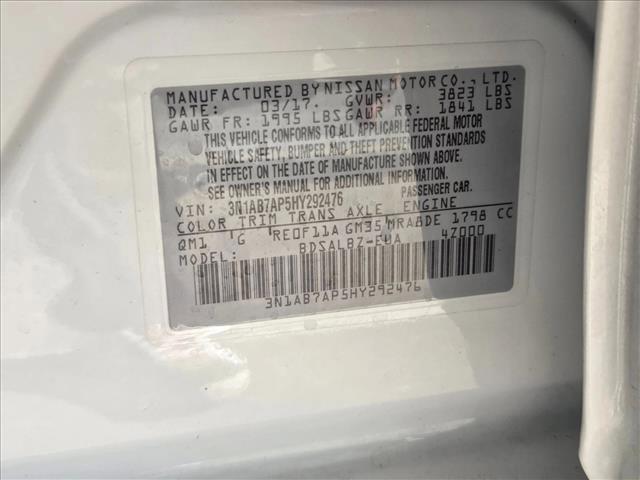 MANUFACTURED BY NISSAN MOTOR CO., LTD.
DATE: 03/17. GVWR: 3823 LBS
GAWR FR: 1995 LBS GAWR RR: 1841 LBS
THIS VEHICLE CONFORMS TO ALL APPLICABLE FEDERAL MOTOR
VEHICLE SAFETY, BUMPER AND THEFT PREVENTION STANDARDS
IN EFFECT ON THE DATE OF MANUFACTURE SHOWN ABOVE.
SEE OWNER'S MANUAL FOR ADDITIONAL INFORMATION.
VIN: 3N1AB7AP5HY292476 PASSENGER CAR.
COLOR TRIM TRANS AXLE ENGINE
QM1 G RE0F11A GM35 MRA8DE 1798 CC
MODEL: BDSALBZ-EUA 4Z000
3N1AB7AP5HY292476